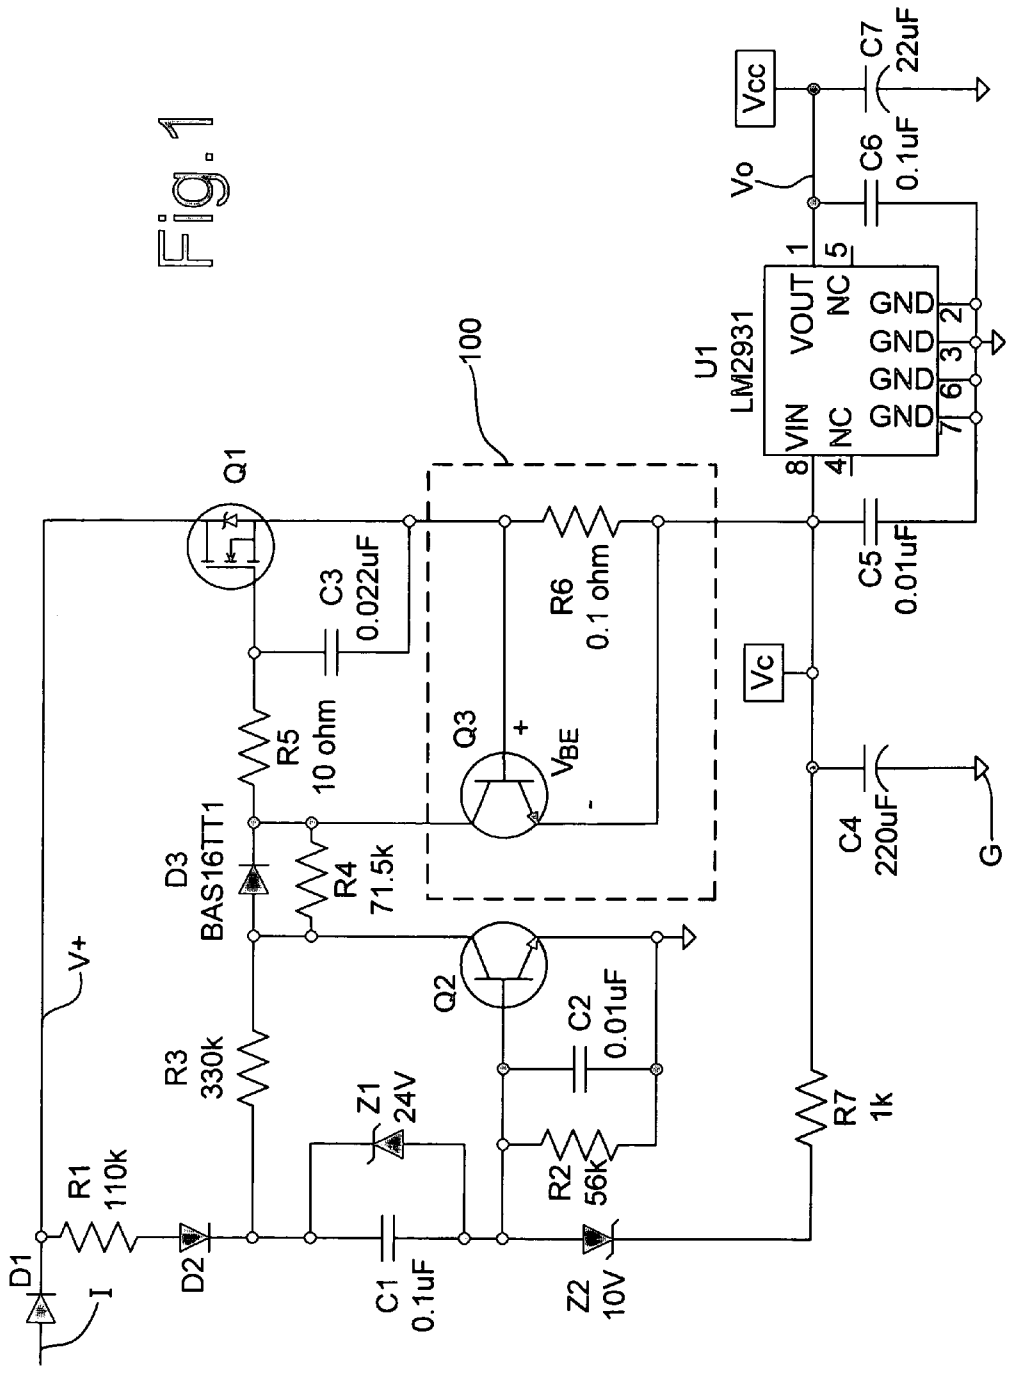 Fig.1
D1
I
V+
R1
110k
D2
R3
330k
D3
BAS16TT1
R4
71.5k
R5
10 ohm
Q1
C3
0.022uF
100
Z1
24V
C1
0.1uF
Q2
C2
0.01uF
R2
56k
Q3
+
VBE
-
R6
0.1 ohm
Z2
10V
R7
1k
C4
220uF
G
Vc
C5
0.01uF
U1
LM2931
8
VIN
VOUT
1
4
NC
NC
5
GND
GND
GND
GND
7
6
3
2
Vo
Vcc
C6
0.1uF
C7
22uF